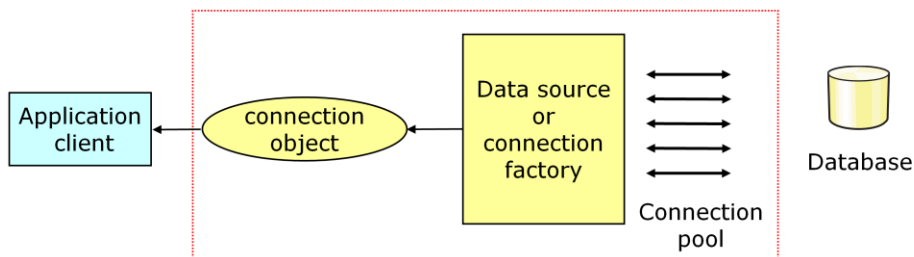 Application
client
connection
object
Data source
or
connection
factory
Connection
pool
Database